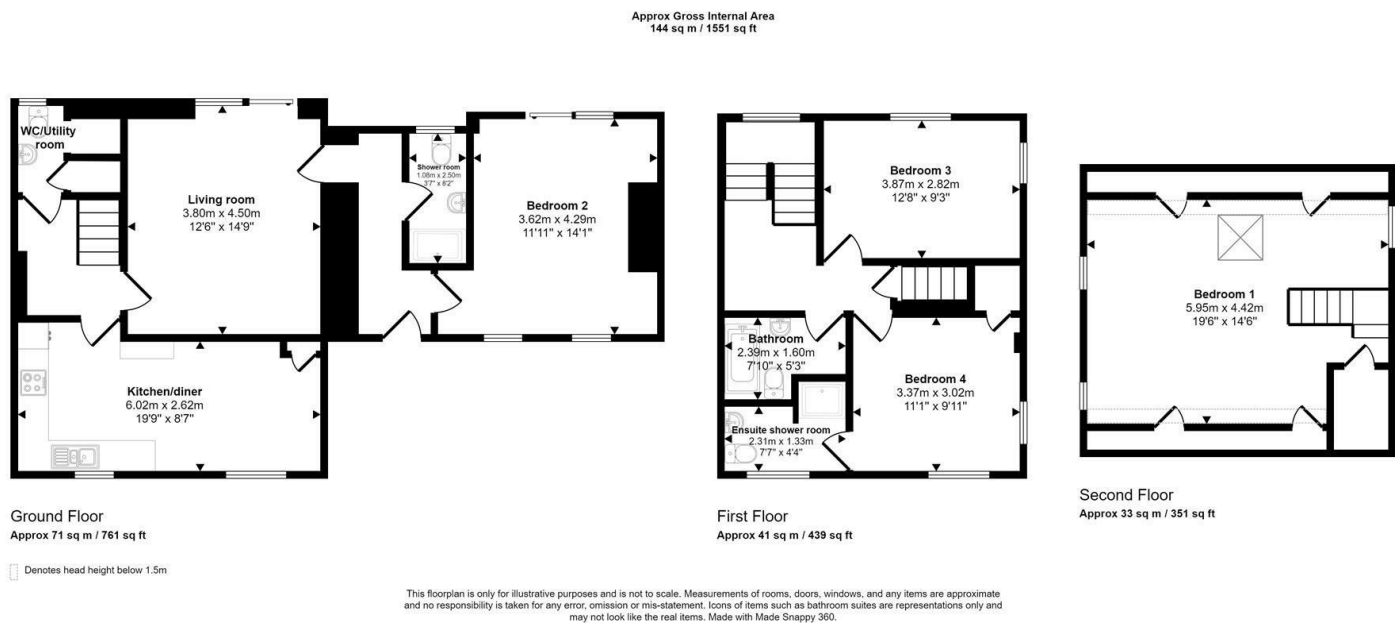 Approx Gross Internal Area
144 sq m / 1551 sq ft
WC/Utility
room
Living room
3.80m x 4.50m
12'6" x 14'9"
Shower room
1.08m x 2.50m
3'7" x 8'2"
Bedroom 2
3.62m x 4.29m
11'11" x 14'1"
Kitchen/diner
6.02m x 2.62m
19'9" x 8'7"
Ground Floor
Approx 71 sq m / 761 sq ft
Denotes head height below 1.5m
Bedroom 3
3.87m x 2.82m
12'8" x 9'3"
Bathroom
2.39m x 1.60m
7'10" x 5'3"
Bedroom 4
3.37m x 3.02m
11'1" x 9'11"
Ensuite shower room
2.31m x 1.33m
7'7" x 4'4"
First Floor
Approx 41 sq m / 439 sq ft
Bedroom 1
5.95m x 4.42m
19'6" x 14'6"
Second Floor
Approx 33 sq m / 351 sq ft
This floorplan is only for illustrative purposes and is not to scale. Measurements of rooms, doors, windows, and any items are approximate
and no responsibility is taken for any error, omission or mis-statement. Icons of items such as bathroom suites are representations only and
may not look like the real items. Made with Made Snappy 360.